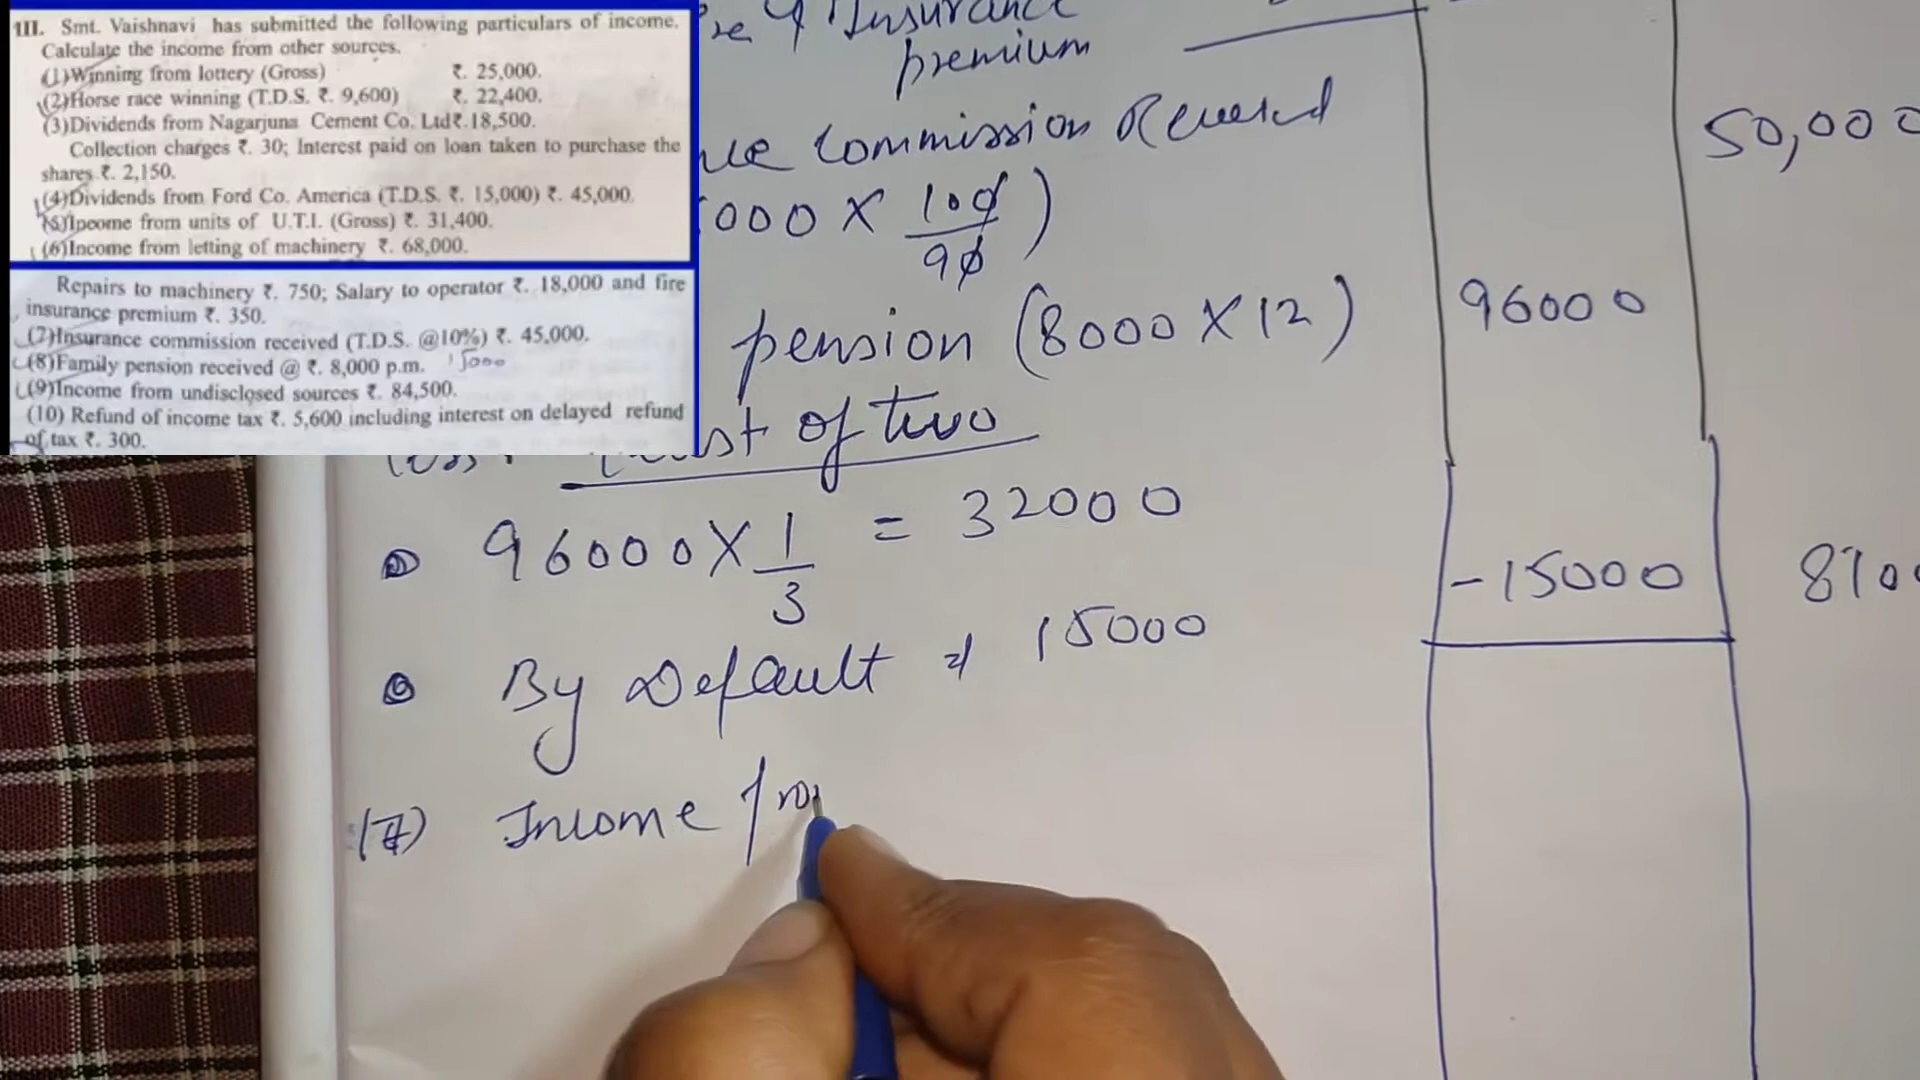 III. Smt. Vaishnavi has submitted the following particulars of income.
Calculate the income from other sources.
(1)Winning from lottery (Gross) ₹. 25,000.
(2)Horse race winning (T.D.S. ₹. 9,600) ₹. 22,400.
(3)Dividends from Nagarjuna Cement Co. Ltd₹.18,500.
Collection charges ₹. 30; Interest paid on loan taken to purchase the
shares ₹. 2,150.
(4)Dividends from Ford Co. America (T.D.S. ₹. 15,000) ₹. 45,000.
(5)Income from units of U.T.I. (Gross) ₹. 31,400.
(6)Income from letting of machinery ₹. 68,000.
Repairs to machinery ₹. 750; Salary to operator ₹. 18,000 and fire
insurance premium ₹. 350.
(7)Insurance commission received (T.D.S. @10%) ₹. 45,000.
(8)Family pension received @ ₹. 8,000 p.m. 15000
(9)Income from undisclosed sources ₹. 84,500.
(10) Refund of income tax ₹. 5,600 including interest on delayed refund
of tax ₹. 300.
Insurance
premium
Commission Received 50,000
000 X 100/90)
pension (8000 X 12) 96000
of two
96000 X 1/3 = 32000
-15000 8100
By Default = 15000
(7) Income fro